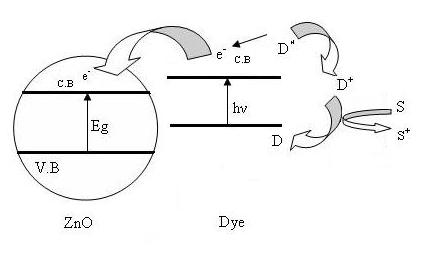 e⁻ C.B
D*
C.B e⁻
D⁺
Eg
hν
S
S⁺
D
V.B
ZnO
Dye